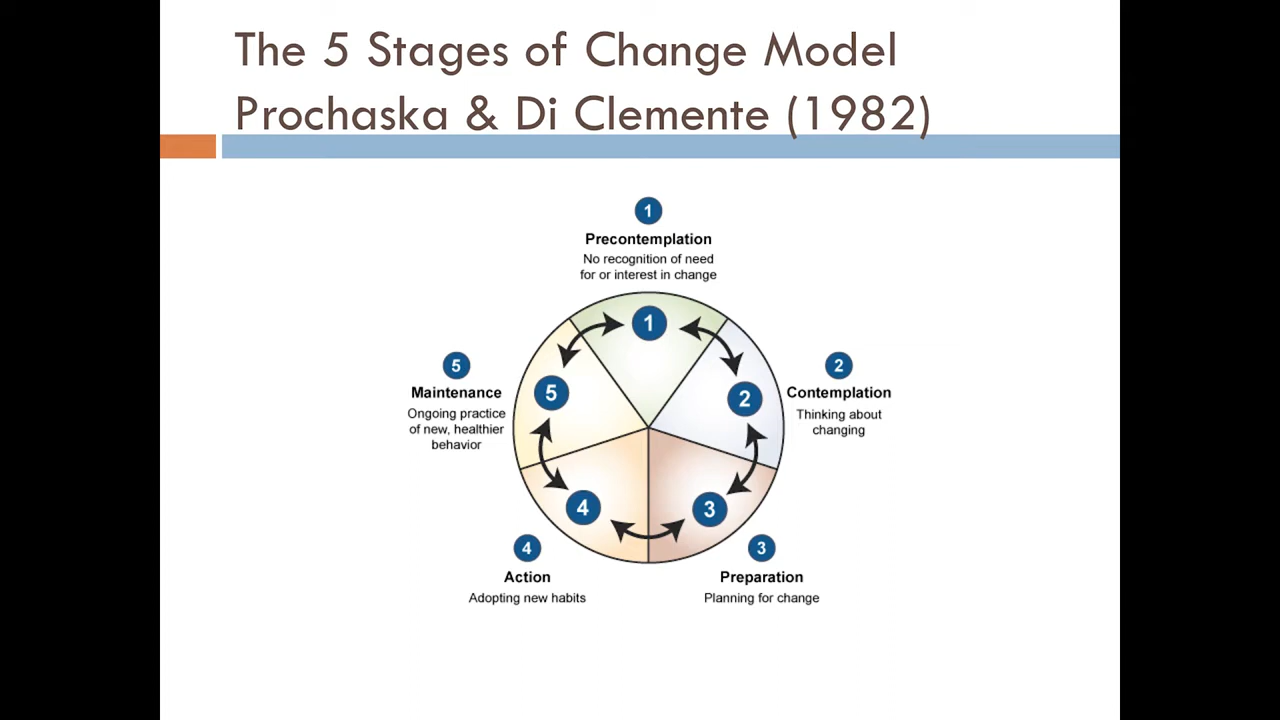 The 5 Stages of Change Model
Prochaska & Di Clemente (1982)
1
Precontemplation
No recognition of need
for or interest in change
1
2
Contemplation
Thinking about
changing
2
3
3
Preparation
Planning for change
4
4
Action
Adopting new habits
5
5
Maintenance
Ongoing practice
of new, healthier
behavior